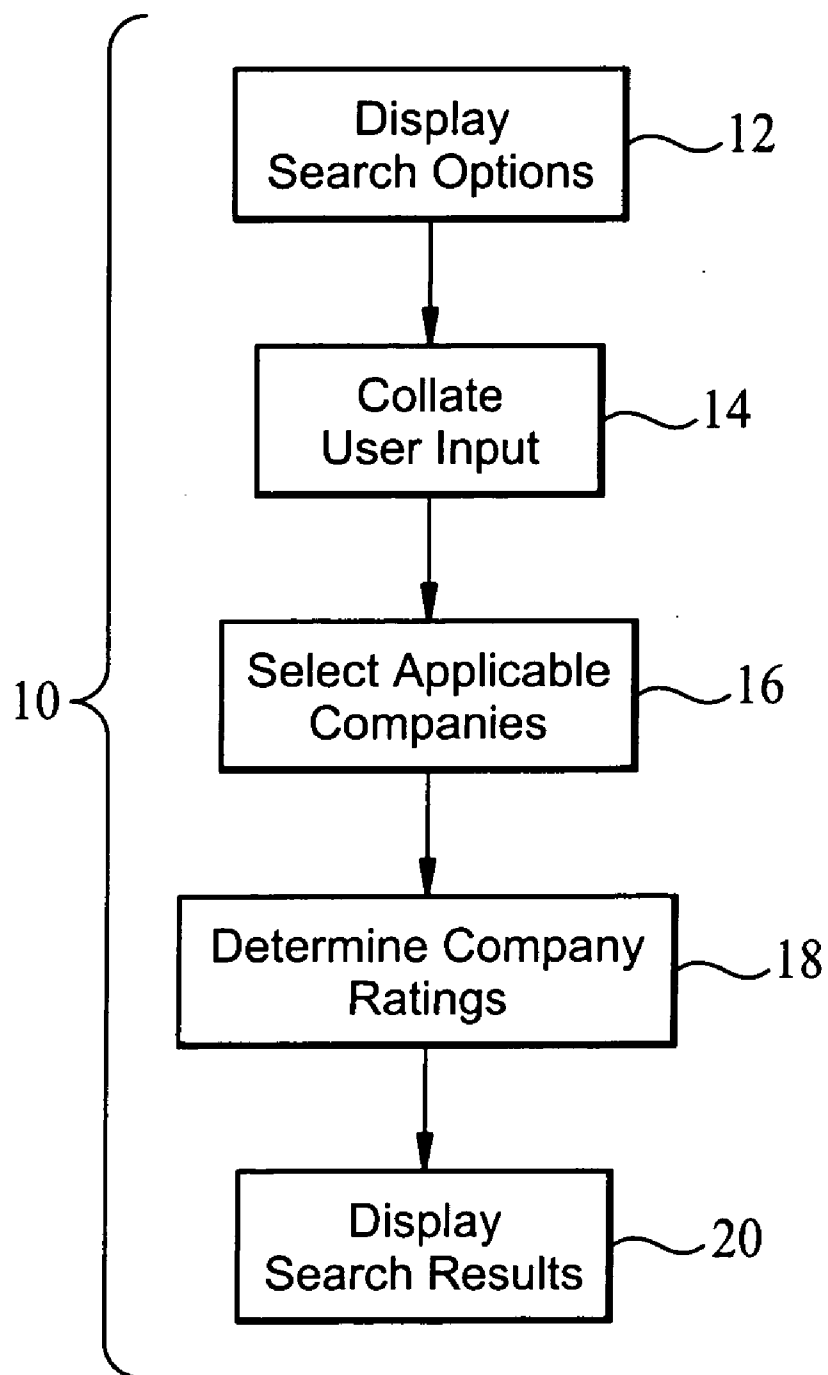 Display
Search Options
12
Collate
User Input
14
10
Select Applicable
Companies
16
Determine Company
Ratings
18
Display
Search Results
20